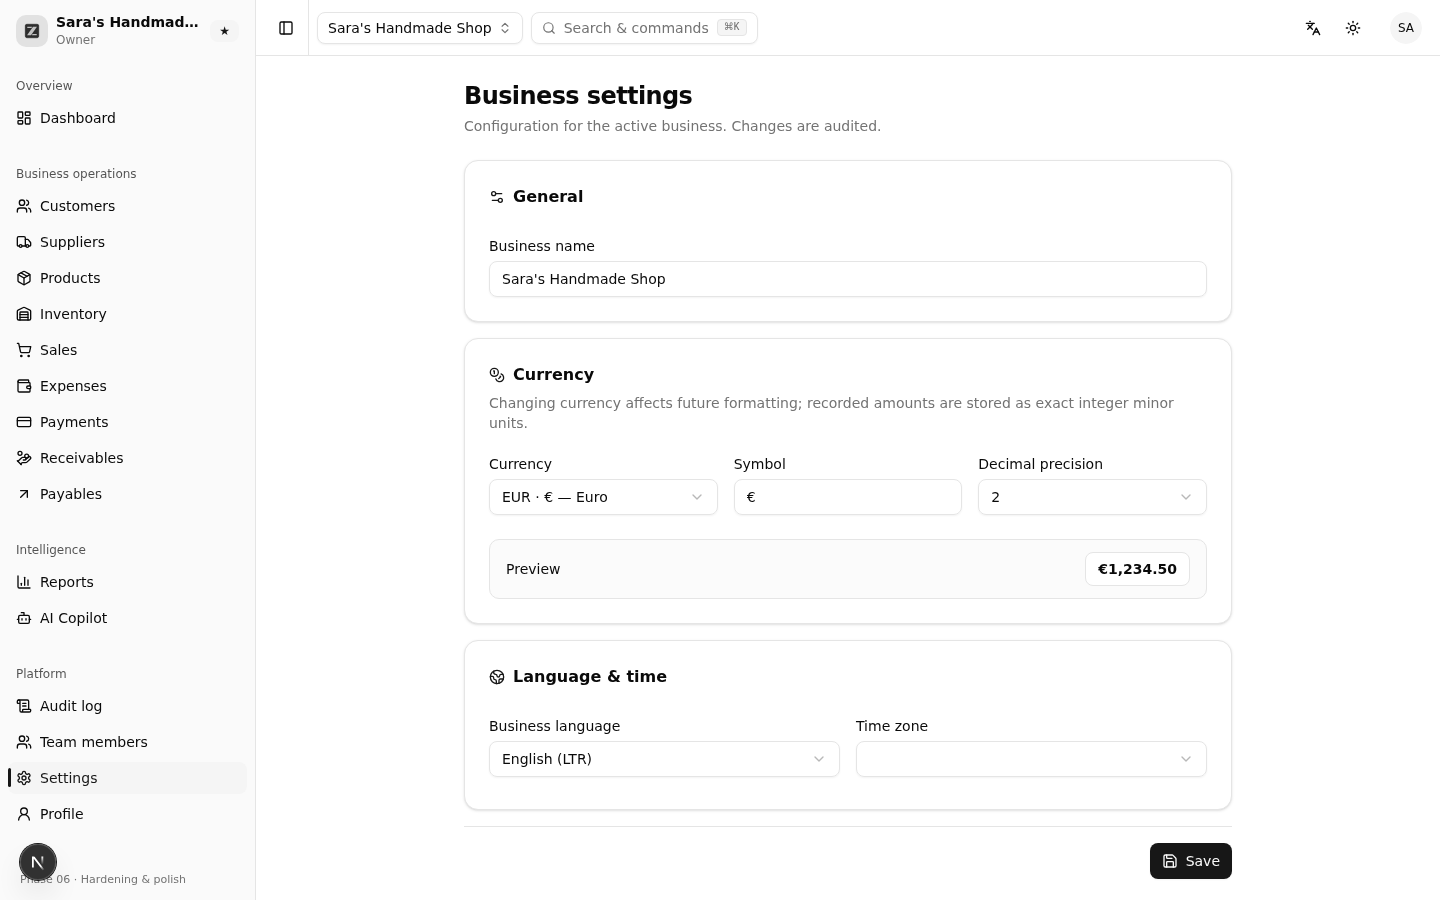 Sara's Handmad...
Owner
★
Overview
Dashboard
Business operations
Customers
Suppliers
Products
Inventory
Sales
Expenses
Payments
Receivables
Payables
Intelligence
Reports
AI Copilot
Platform
Audit log
Team members
Settings
Profile
N
Phase 06 · Hardening & polish
Sara's Handmade Shop
Search & commands ⌘K
SA
Business settings
Configuration for the active business. Changes are audited.
General
Business name
Sara's Handmade Shop
Currency
Changing currency affects future formatting; recorded amounts are stored as exact integer minor
units.
Currency Symbol Decimal precision
EUR · € — Euro € 2
Preview €1,234.50
Language & time
Business language Time zone
English (LTR)
Save